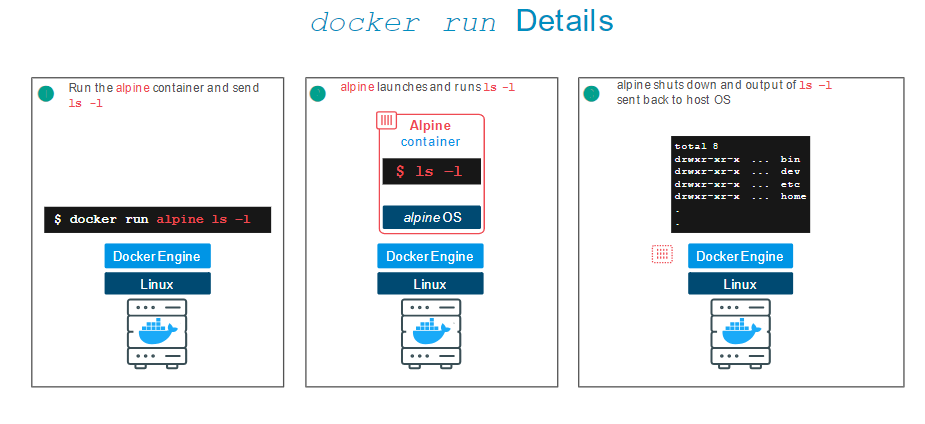 docker run Details
Run the alpine container and send
ls -l
$ docker run alpine ls -l
Docker Engine
Linux
alpine launches and runs ls -l
Alpine
container
$ ls -l
alpine OS
Docker Engine
Linux
alpine shuts down and output of ls -l
sent back to host OS
total 8
drwxr-xr-x ... bin
drwxr-xr-x ... dev
drwxr-xr-x ... etc
drwxr-xr-x ... home
.
.
Docker Engine
Linux